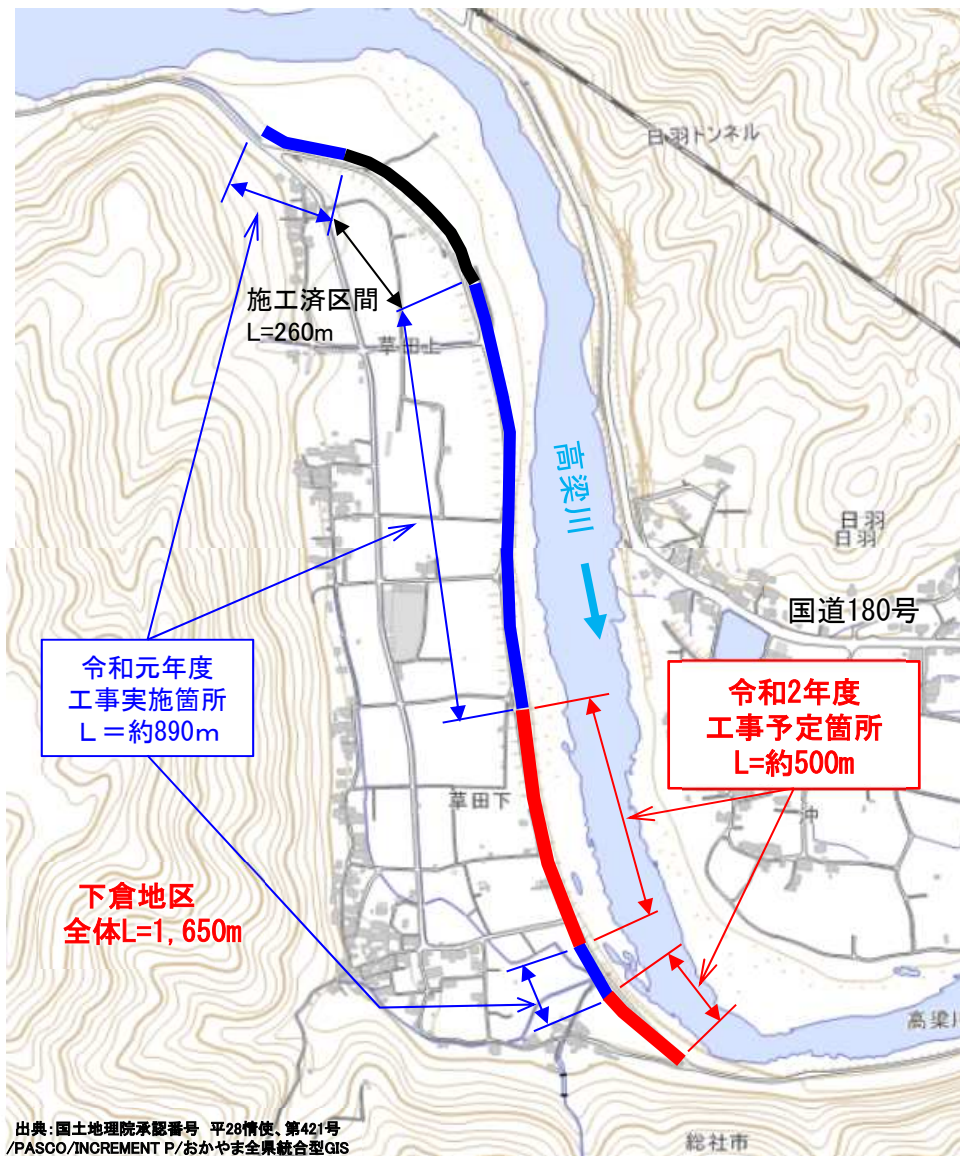 日羽トンネル
施工済区間
L=260m
草田上
高梁川
日羽
日羽
国道180号
令和元年度
工事実施箇所
L＝約890m
令和2年度
工事予定箇所
L=約500m
草田下
沖
下倉地区
全体L=1,650m
高梁川
総社市
出典：国土地理院承認番号 平28情使、第421号
/PASCO/INCREMENT P/おかやま全県統合型GIS